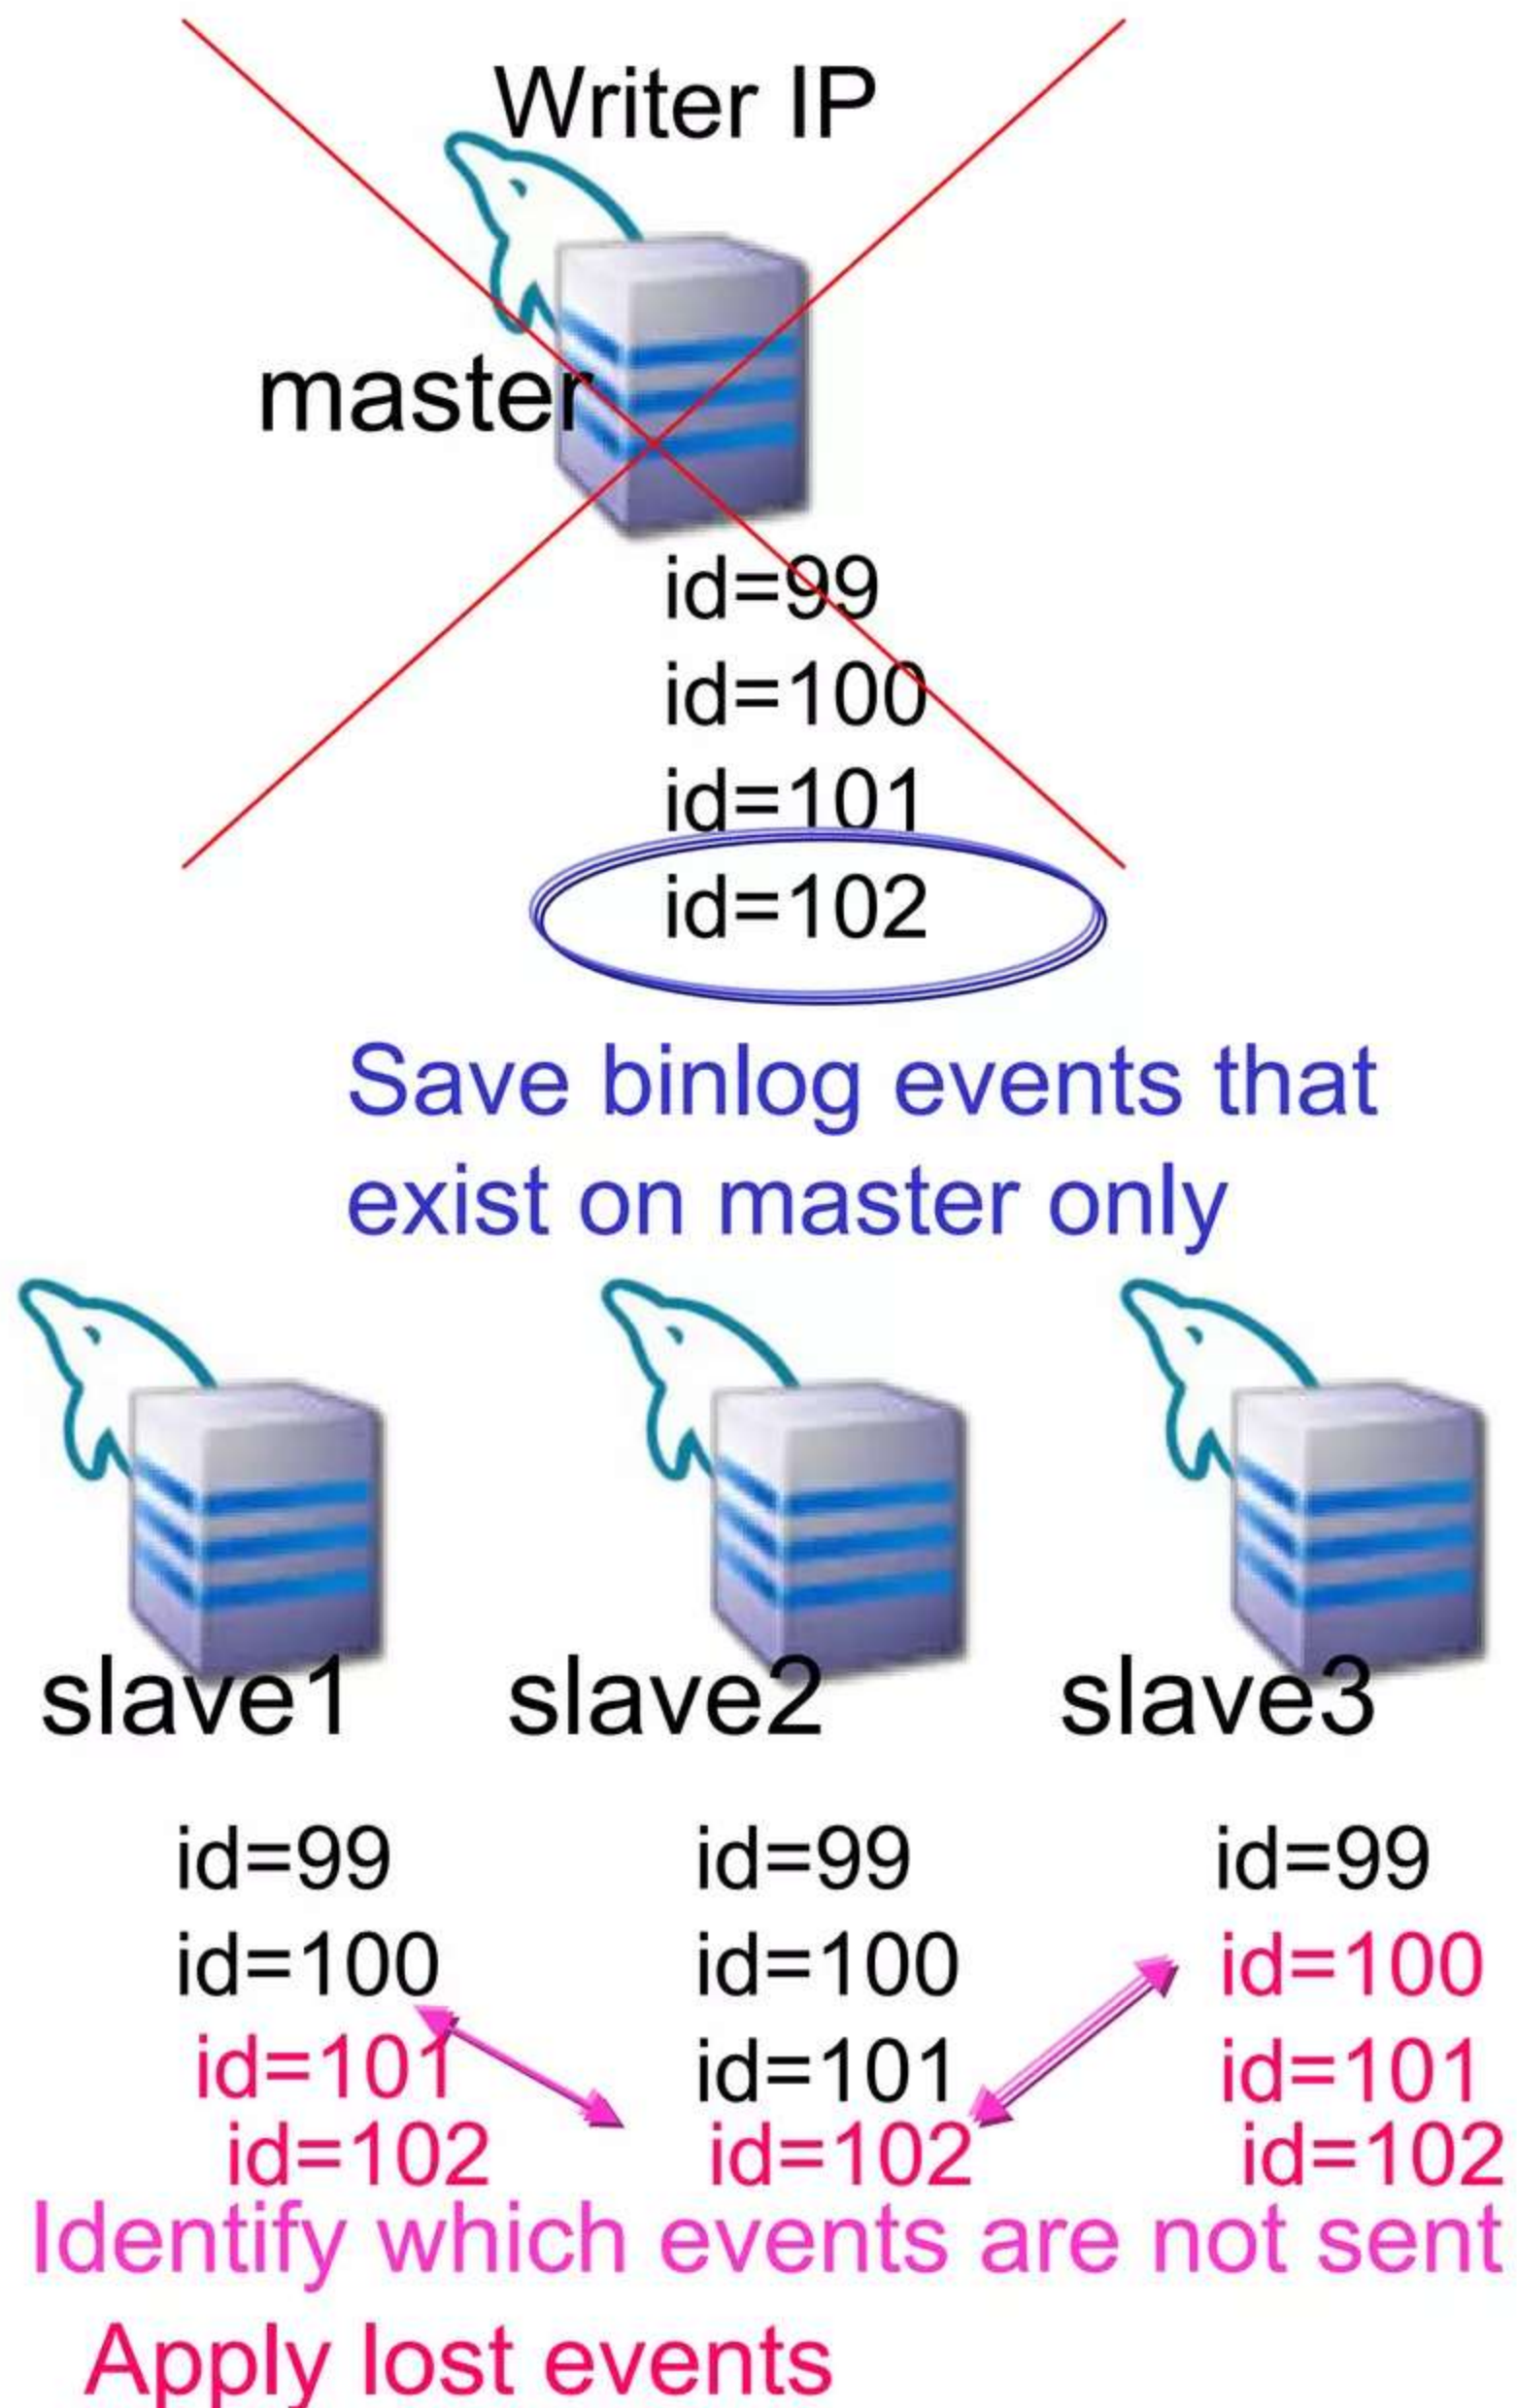 Writer IP
master
id=99
id=100
id=101
id=102
Save binlog events that
exist on master only
slave1 slave2 slave3
id=99 id=99 id=99
id=100 id=100 id=100
id=101 id=101 id=101
id=102 id=102 id=102
Identify which events are not sent
Apply lost events